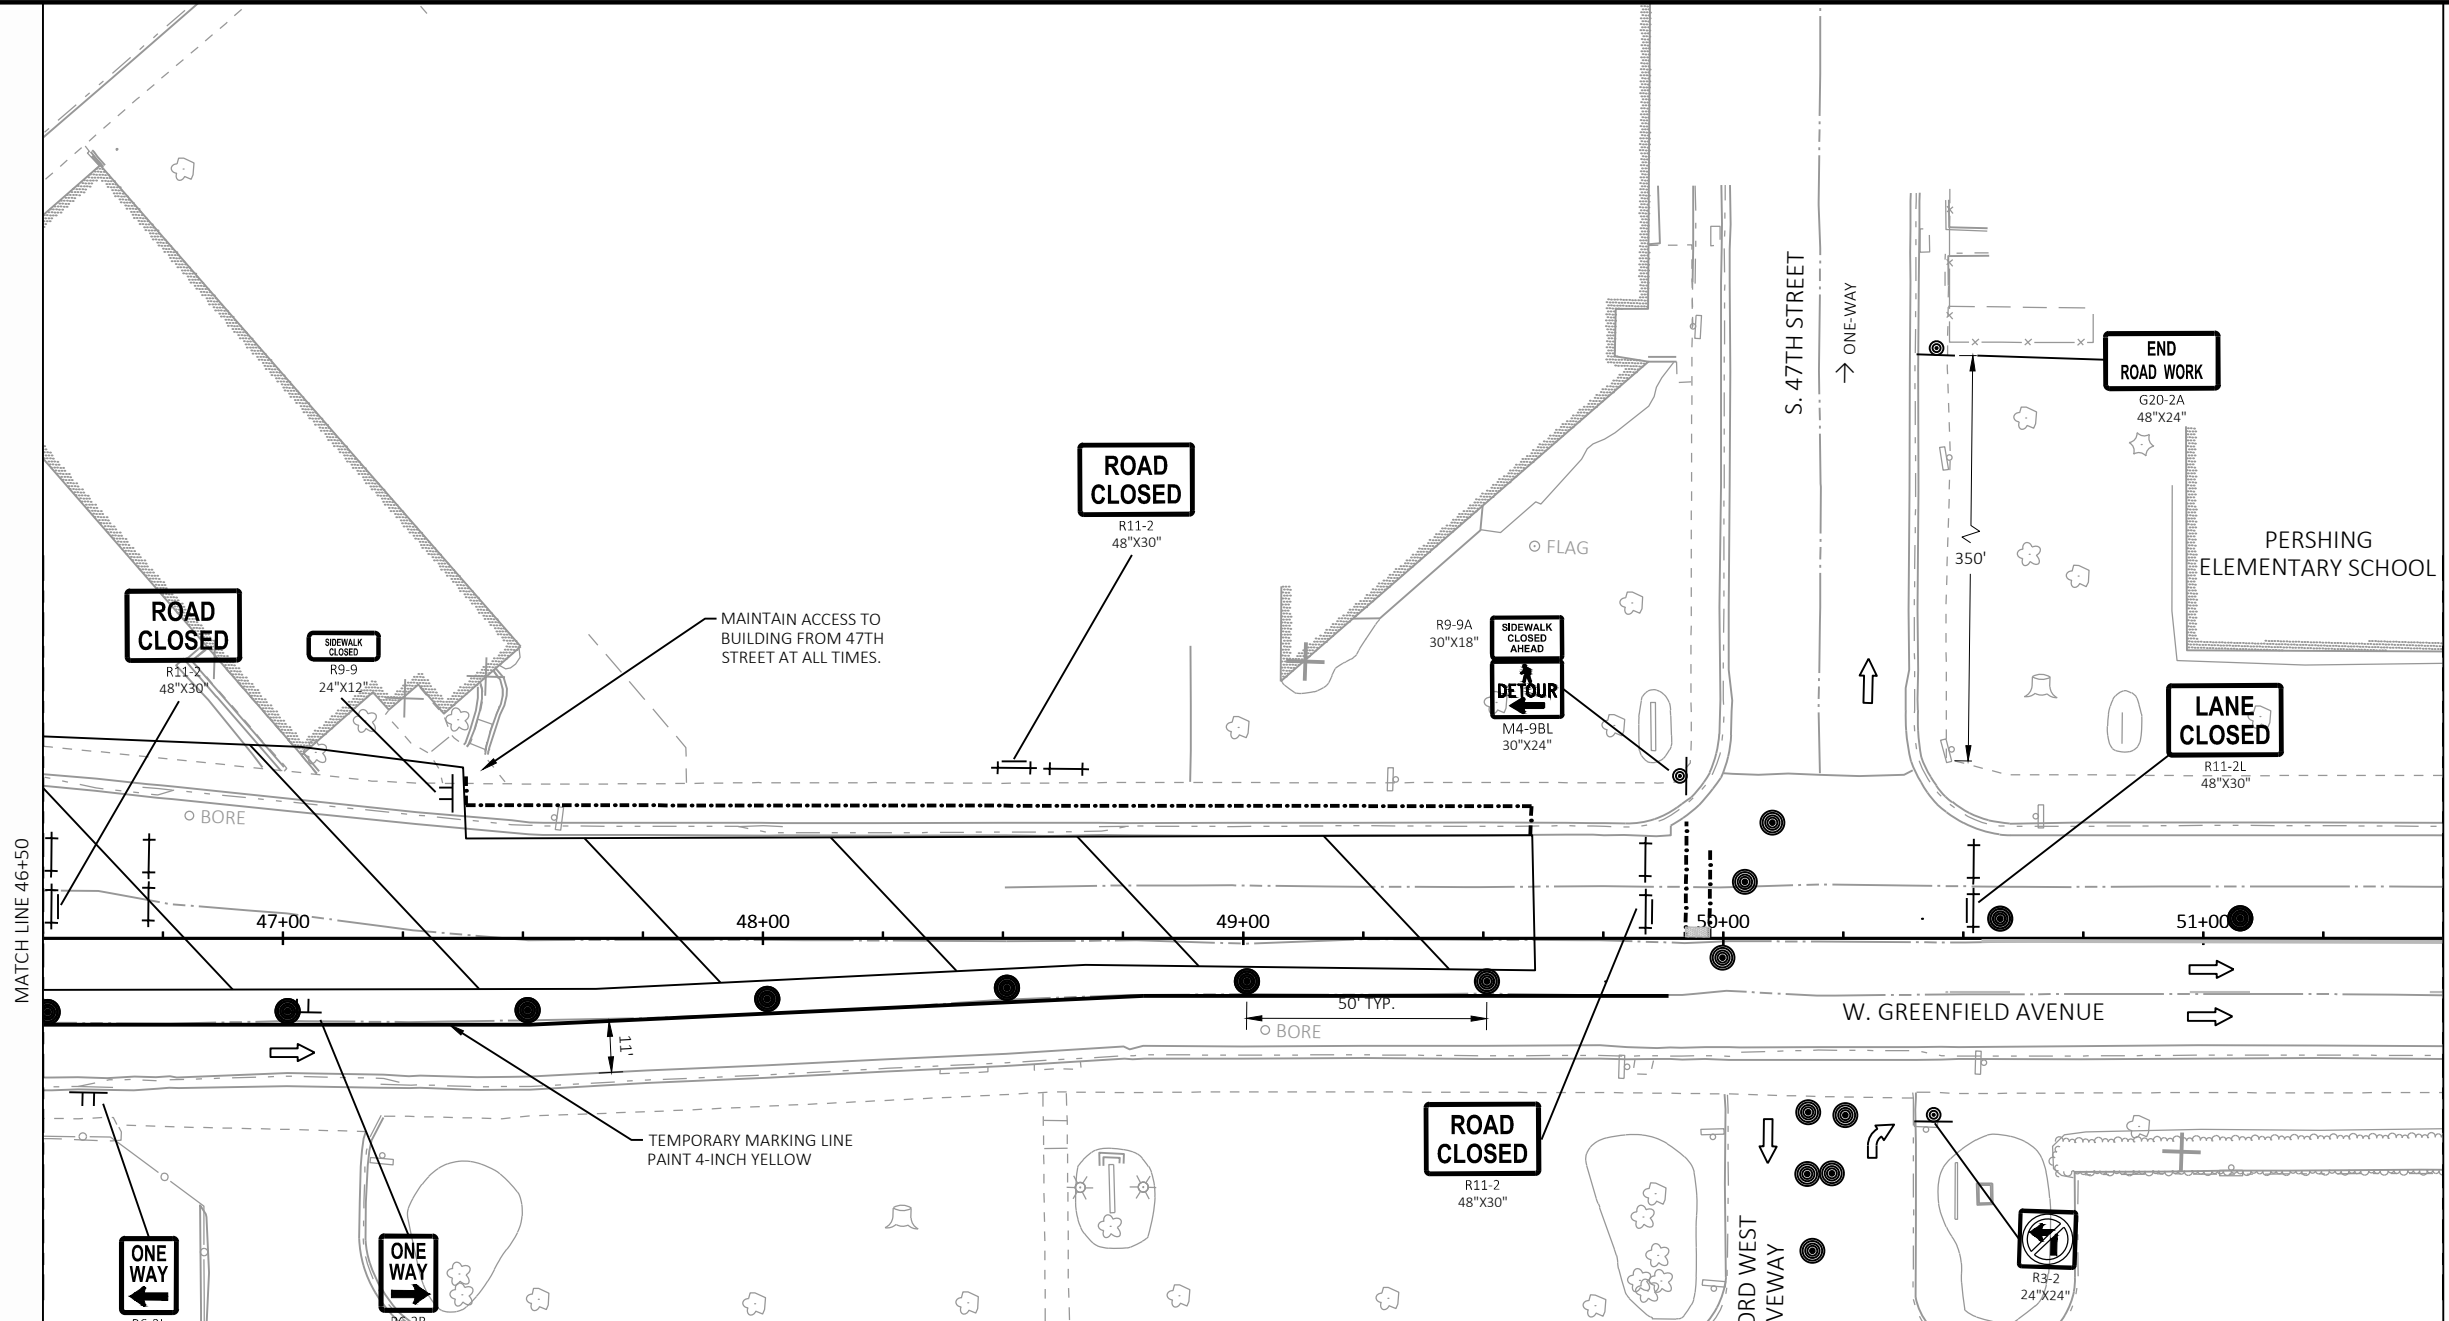 S. 47TH STREET
ONE-WAY
END
ROAD WORK
G20-2A
48"X24"
ROAD
CLOSED
R11-2
48"X30"
350'
PERSHING
ELEMENTARY SCHOOL
FLAG
ROAD
CLOSED
R11-2
48"X30"
SIDEWALK
CLOSED
R9-9
24"X12"
MAINTAIN ACCESS TO
BUILDING FROM 47TH
STREET AT ALL TIMES.
R9-9A
30"X18"
SIDEWALK
CLOSED
AHEAD
DETOUR
M4-9BL
30"X24"
LANE
CLOSED
R11-2L
48"X30"
BORE
MATCH LINE 46+50
47+00
48+00
49+00
50+00
51+00
50' TYP.
BORE
W. GREENFIELD AVENUE
11'
TEMPORARY MARKING LINE
PAINT 4-INCH YELLOW
ROAD
CLOSED
R11-2
48"X30"
ONE
WAY
ONE
WAY
R3-2
24"X24"